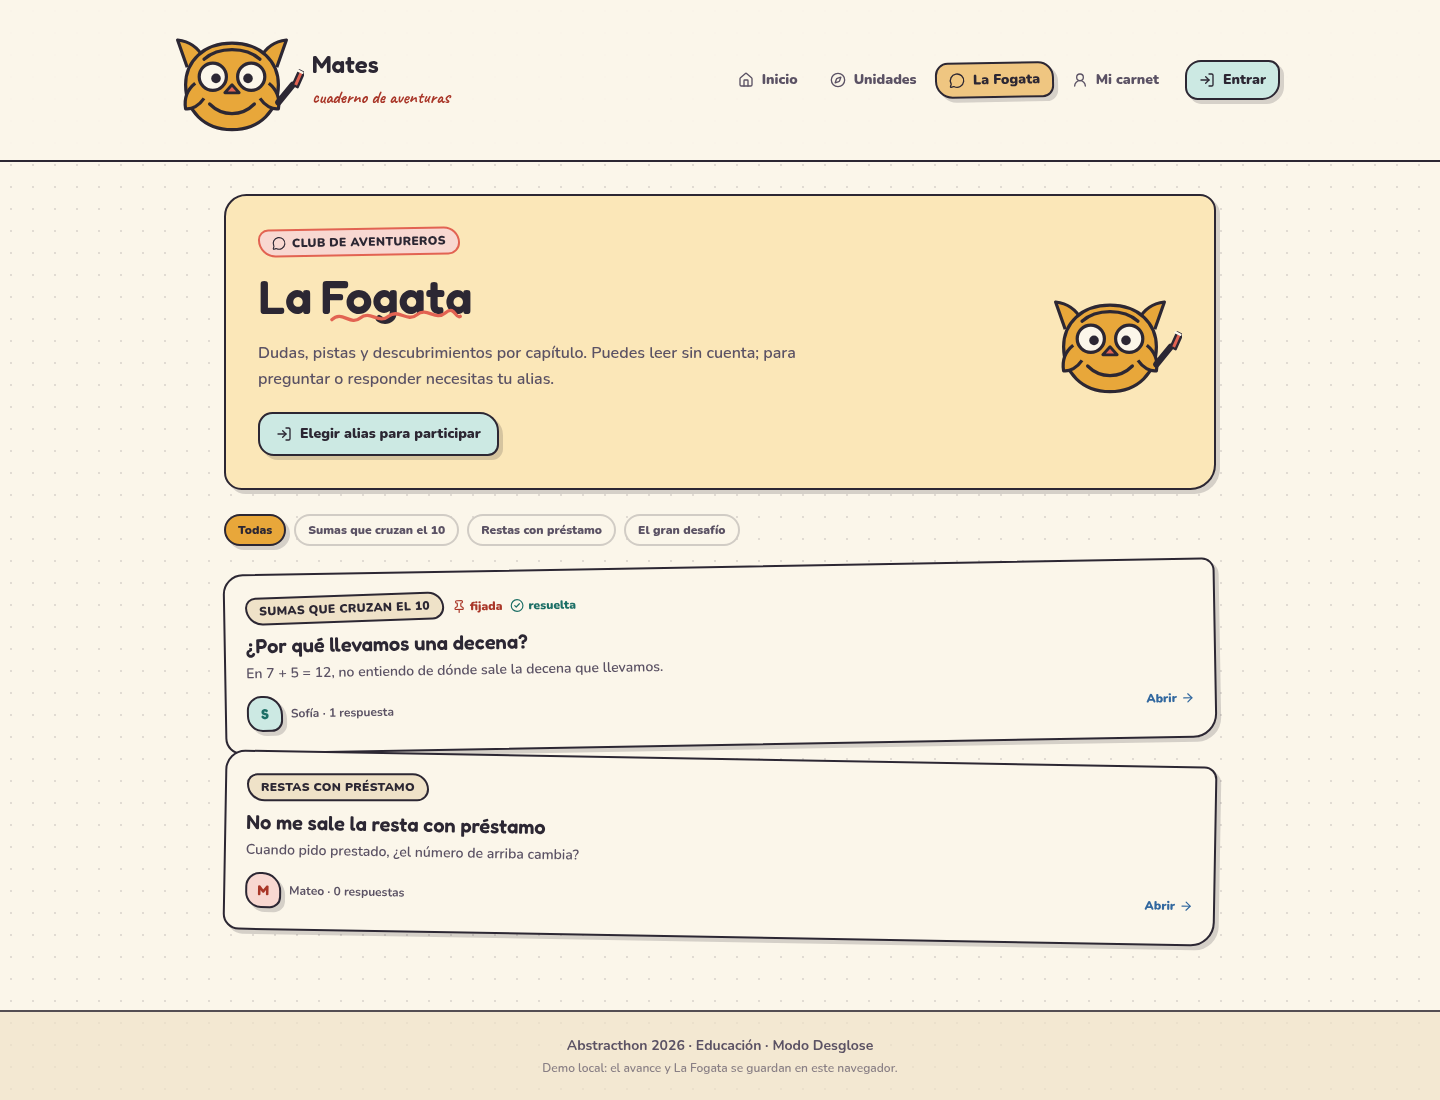 Mates
cuaderno de aventuras
Inicio
Unidades
La Fogata
Mi carnet
Entrar
CLUB DE AVENTUREROS
La Fogata
Dudas, pistas y descubrimientos por capítulo. Puedes leer sin cuenta; para
preguntar o responder necesitas tu alias.
Elegir alias para participar
Todas
Sumas que cruzan el 10
Restas con préstamo
El gran desafío
SUMAS QUE CRUZAN EL 10
fijada
resuelta
¿Por qué llevamos una decena?
En 7 + 5 = 12, no entiendo de dónde sale la decena que llevamos.
S
Sofía · 1 respuesta
Abrir
RESTAS CON PRÉSTAMO
No me sale la resta con préstamo
Cuando pido prestado, ¿el número de arriba cambia?
M
Mateo · 0 respuestas
Abrir
Abstracthon 2026 · Educación · Modo Desglose
Demo local: el avance y La Fogata se guardan en este navegador.